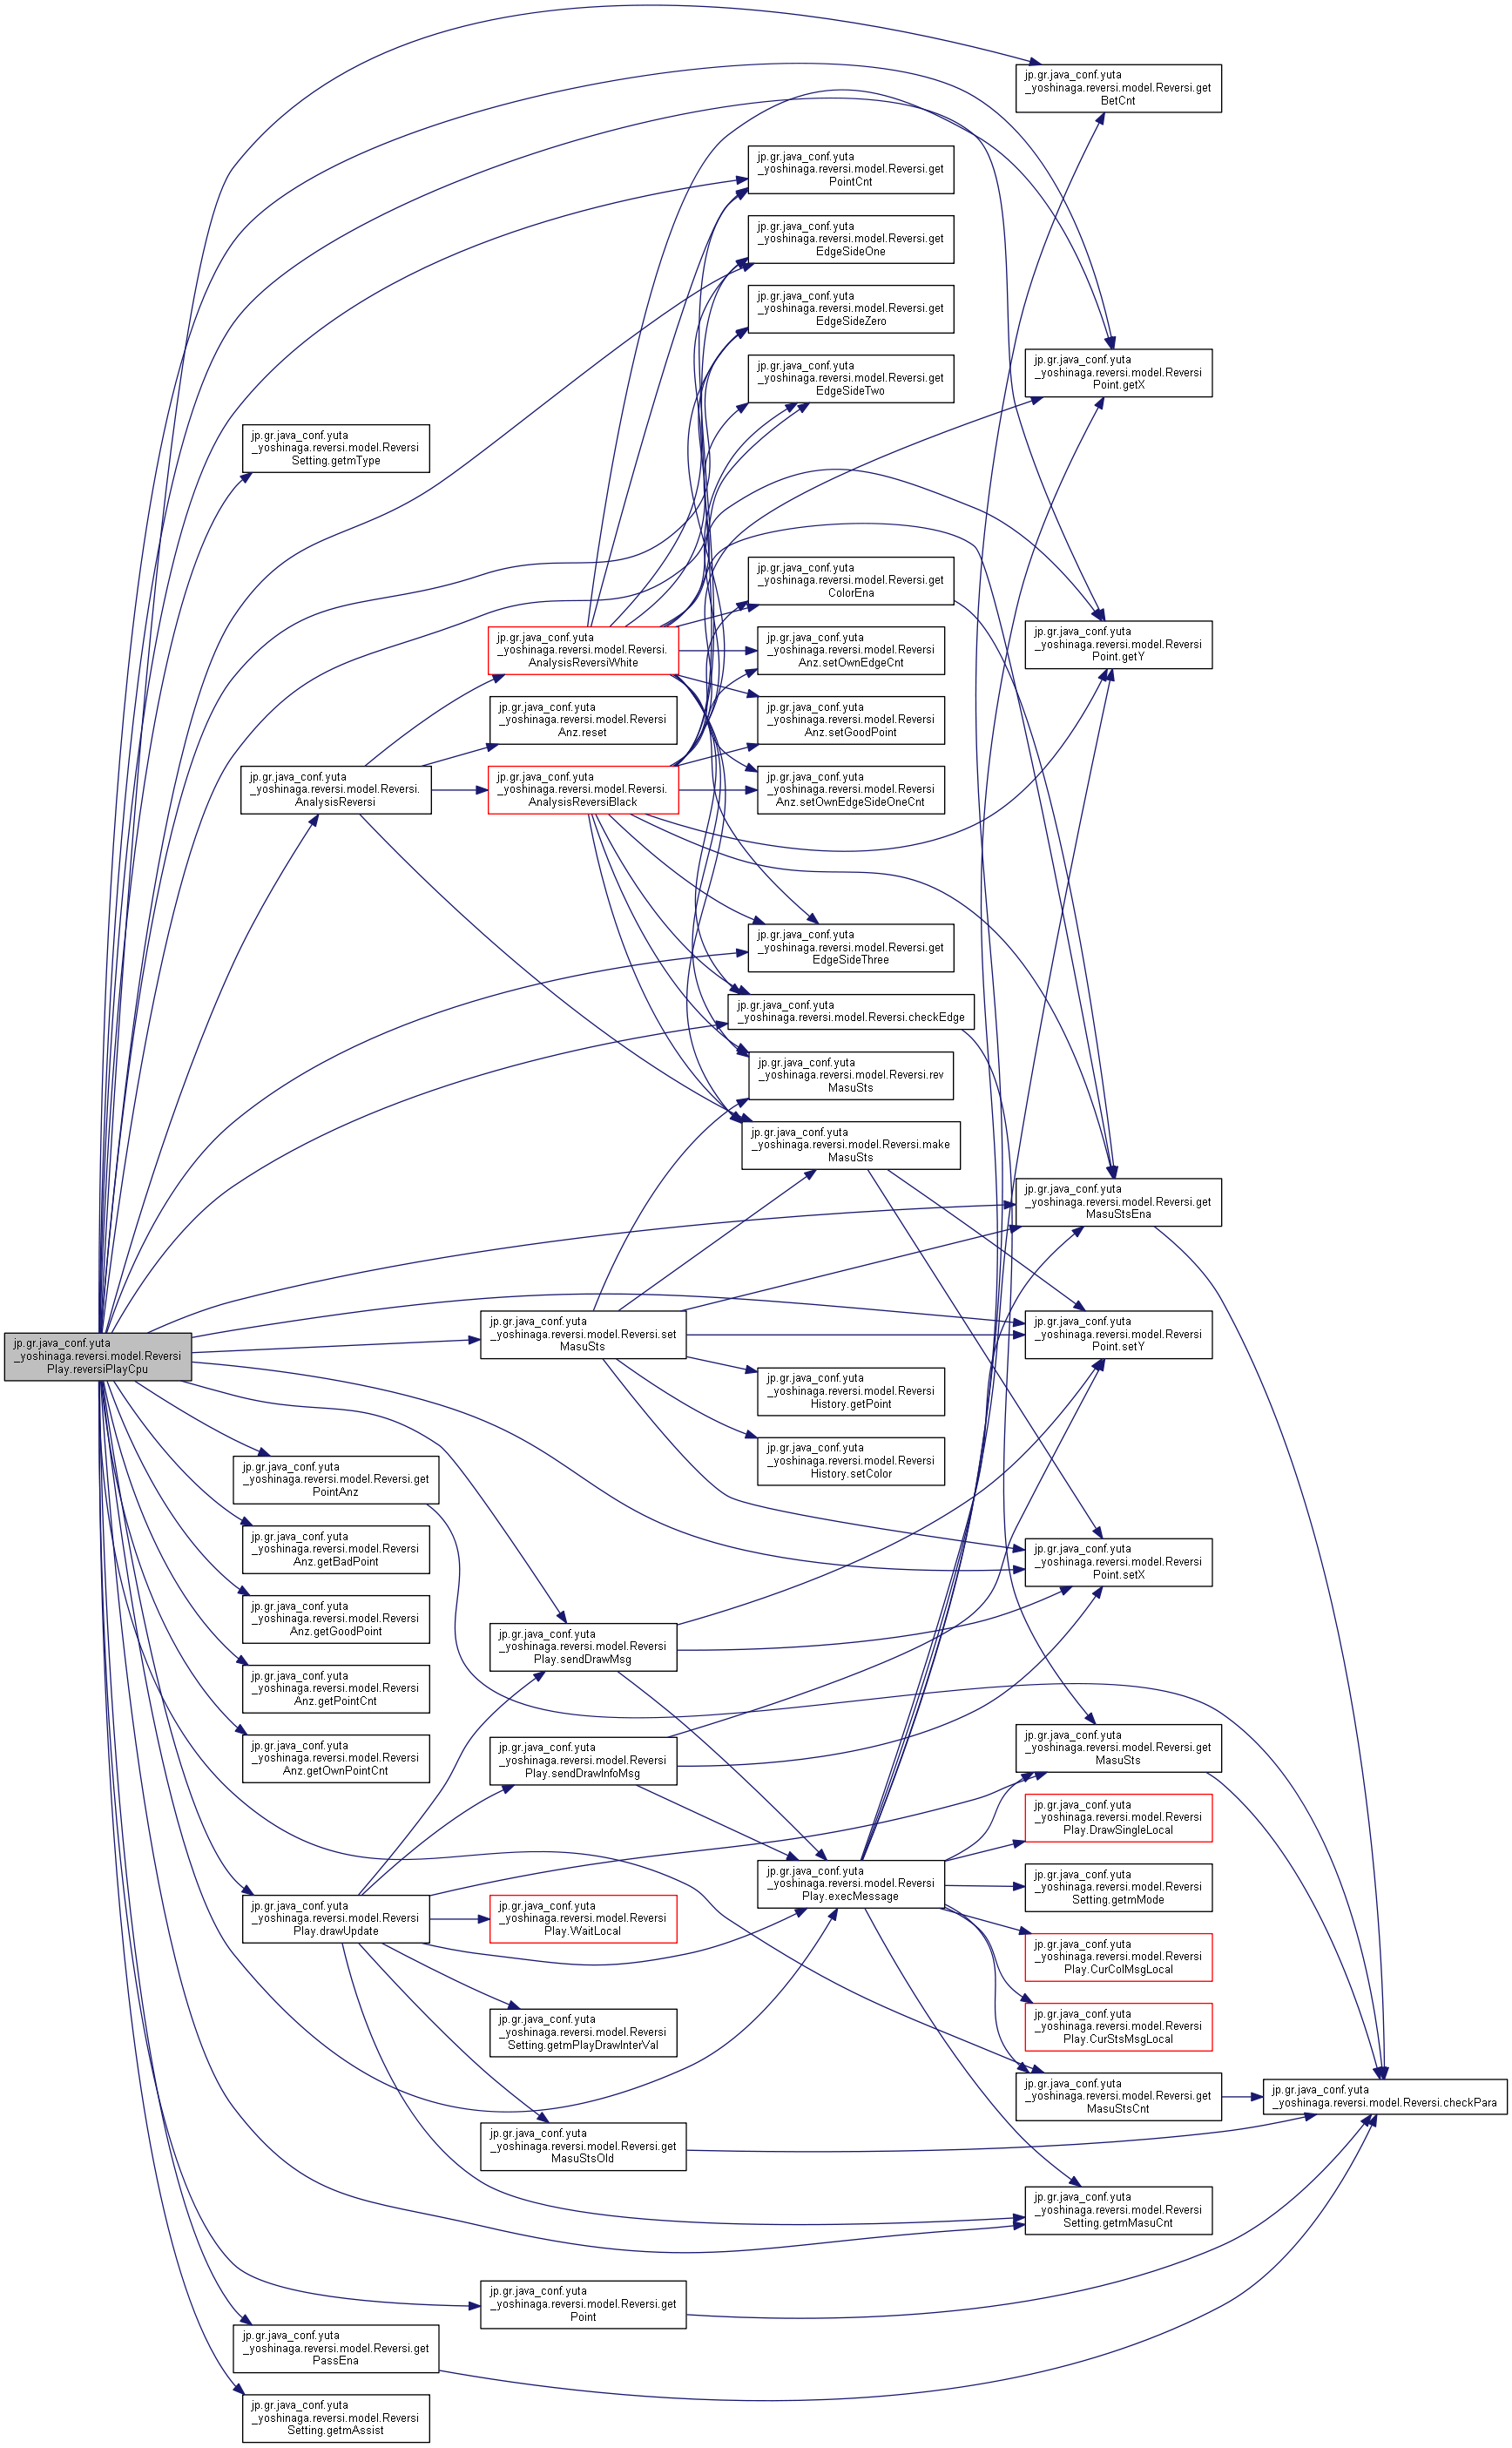 jp.gr.java_conf.yuta
_yoshinaga.reversi.model.Reversi.get
BetCnt
jp.gr.java_conf.yuta
_yoshinaga.reversi.model.Reversi.get
PointCnt
jp.gr.java_conf.yuta
_yoshinaga.reversi.model.Reversi.get
EdgeSideOne
jp.gr.java_conf.yuta
_yoshinaga.reversi.model.Reversi.get
EdgeSideZero
jp.gr.java_conf.yuta
_yoshinaga.reversi.model.Reversi
Point.getX
jp.gr.java_conf.yuta
_yoshinaga.reversi.model.Reversi.get
EdgeSideTwo
jp.gr.java_conf.yuta
_yoshinaga.reversi.model.Reversi
Setting.getmType
jp.gr.java_conf.yuta
_yoshinaga.reversi.model.Reversi.get
ColorEna
jp.gr.java_conf.yuta
_yoshinaga.reversi.model.Reversi
Point.getY
jp.gr.java_conf.yuta
_yoshinaga.reversi.model.Reversi.
AnalysisReversiWhite
jp.gr.java_conf.yuta
_yoshinaga.reversi.model.Reversi
Anz.setOwnEdgeCnt
jp.gr.java_conf.yuta
_yoshinaga.reversi.model.Reversi
Anz.reset
jp.gr.java_conf.yuta
_yoshinaga.reversi.model.Reversi
Anz.setGoodPoint
jp.gr.java_conf.yuta
_yoshinaga.reversi.model.Reversi.
AnalysisReversi
jp.gr.java_conf.yuta
_yoshinaga.reversi.model.Reversi.
AnalysisReversiBlack
jp.gr.java_conf.yuta
_yoshinaga.reversi.model.Reversi
Anz.setOwnEdgeSideOneCnt
jp.gr.java_conf.yuta
_yoshinaga.reversi.model.Reversi.get
EdgeSideThree
jp.gr.java_conf.yuta
_yoshinaga.reversi.model.Reversi.checkEdge
jp.gr.java_conf.yuta
_yoshinaga.reversi.model.Reversi.rev
MasuSts
jp.gr.java_conf.yuta
_yoshinaga.reversi.model.Reversi.make
MasuSts
jp.gr.java_conf.yuta
_yoshinaga.reversi.model.Reversi.get
MasuStsEna
jp.gr.java_conf.yuta
_yoshinaga.reversi.model.Reversi
Play.reversiPlayCpu
jp.gr.java_conf.yuta
_yoshinaga.reversi.model.Reversi.set
MasuSts
jp.gr.java_conf.yuta
_yoshinaga.reversi.model.Reversi
Point.setY
jp.gr.java_conf.yuta
_yoshinaga.reversi.model.Reversi
History.getPoint
jp.gr.java_conf.yuta
_yoshinaga.reversi.model.Reversi
History.setColor
jp.gr.java_conf.yuta
_yoshinaga.reversi.model.Reversi.get
PointAnz
jp.gr.java_conf.yuta
_yoshinaga.reversi.model.Reversi
Anz.getBadPoint
jp.gr.java_conf.yuta
_yoshinaga.reversi.model.Reversi
Point.setX
jp.gr.java_conf.yuta
_yoshinaga.reversi.model.Reversi
Anz.getGoodPoint
jp.gr.java_conf.yuta
_yoshinaga.reversi.model.Reversi
Play.sendDrawMsg
jp.gr.java_conf.yuta
_yoshinaga.reversi.model.Reversi
Anz.getPointCnt
jp.gr.java_conf.yuta
_yoshinaga.reversi.model.Reversi
Anz.getOwnPointCnt
jp.gr.java_conf.yuta
_yoshinaga.reversi.model.Reversi
Play.sendDrawInfoMsg
jp.gr.java_conf.yuta
_yoshinaga.reversi.model.Reversi.get
MasuSts
jp.gr.java_conf.yuta
_yoshinaga.reversi.model.Reversi
Play.DrawSingleLocal
jp.gr.java_conf.yuta
_yoshinaga.reversi.model.Reversi
Play.execMessage
jp.gr.java_conf.yuta
_yoshinaga.reversi.model.Reversi
Setting.getmMode
jp.gr.java_conf.yuta
_yoshinaga.reversi.model.Reversi
Play.drawUpdate
jp.gr.java_conf.yuta
_yoshinaga.reversi.model.Reversi
Play.WaitLocal
jp.gr.java_conf.yuta
_yoshinaga.reversi.model.Reversi
Play.CurColMsgLocal
jp.gr.java_conf.yuta
_yoshinaga.reversi.model.Reversi
Setting.getmPlayDrawInterVal
jp.gr.java_conf.yuta
_yoshinaga.reversi.model.Reversi
Play.CurStsMsgLocal
jp.gr.java_conf.yuta
_yoshinaga.reversi.model.Reversi.get
MasuStsCnt
jp.gr.java_conf.yuta
_yoshinaga.reversi.model.Reversi.checkPara
jp.gr.java_conf.yuta
_yoshinaga.reversi.model.Reversi.get
MasuStsOld
jp.gr.java_conf.yuta
_yoshinaga.reversi.model.Reversi
Setting.getmMasuCnt
jp.gr.java_conf.yuta
_yoshinaga.reversi.model.Reversi.get
Point
jp.gr.java_conf.yuta
_yoshinaga.reversi.model.Reversi.get
PassEna
jp.gr.java_conf.yuta
_yoshinaga.reversi.model.Reversi
Setting.getmAssist